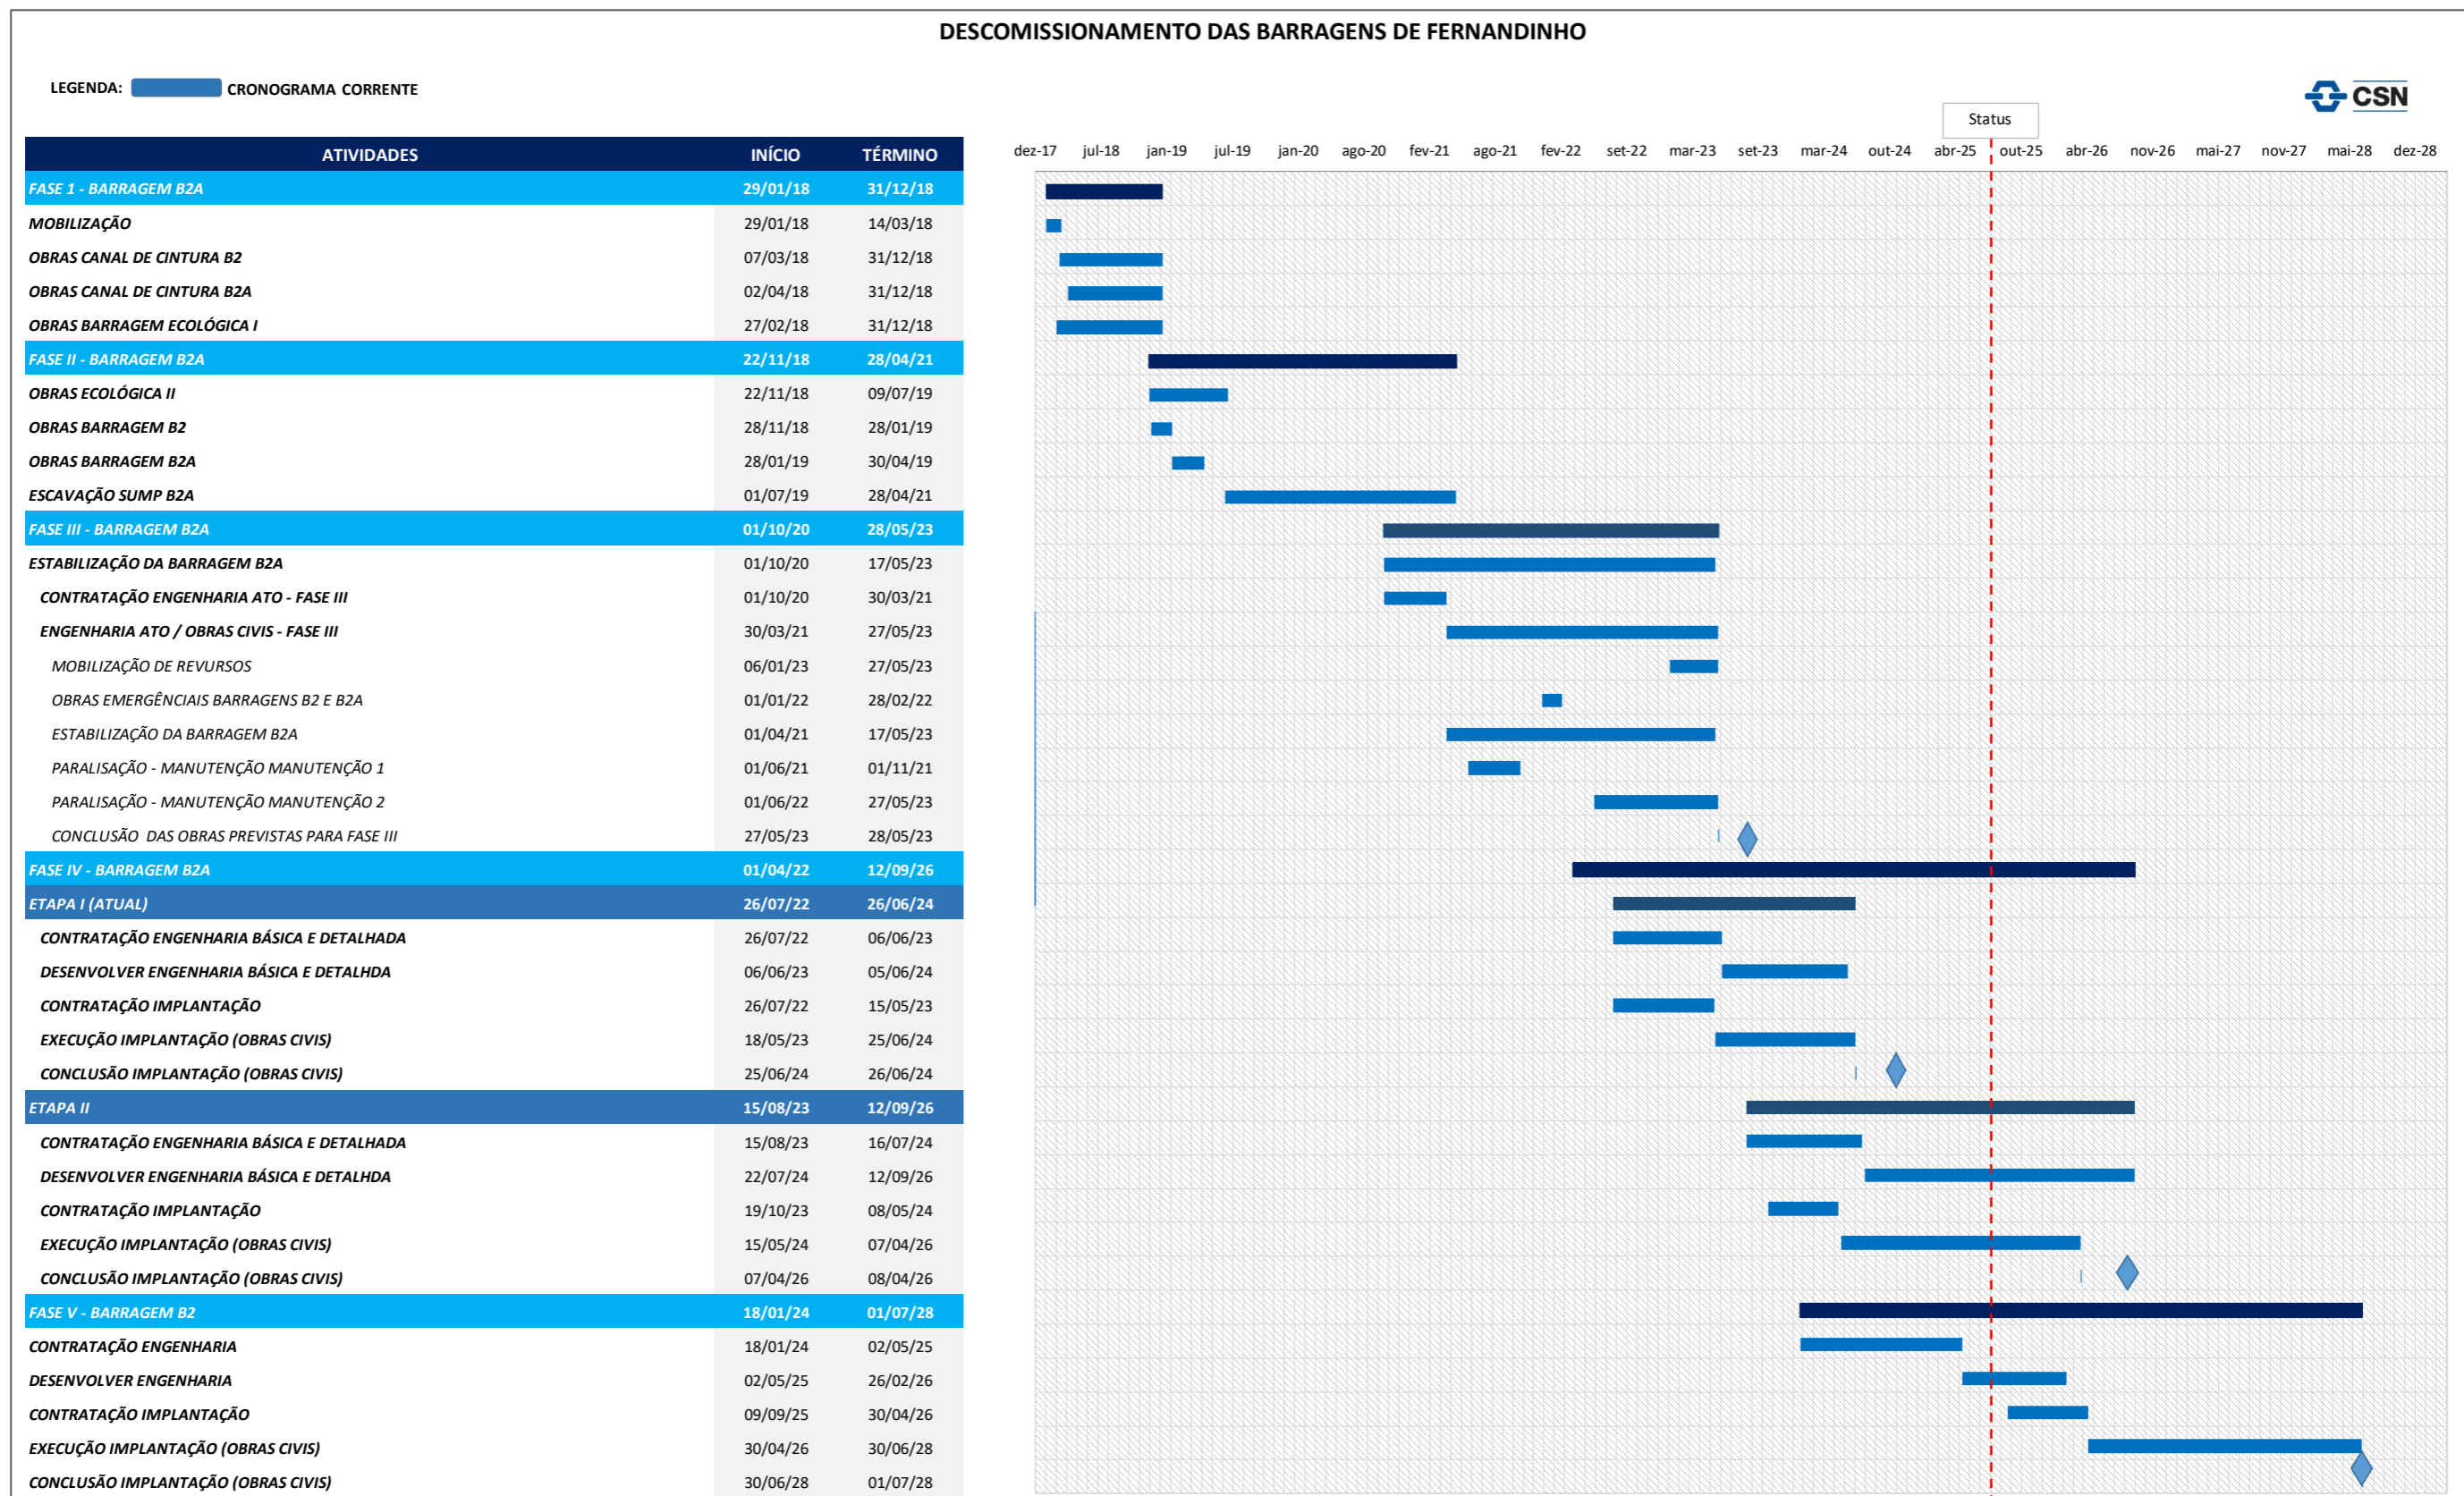 DESCOMISSIONAMENTO DAS BARRAGENS DE FERNANDINHO
LEGENDA: CRONOGRAMA CORRENTE
CSN
Status
ATIVIDADES INÍCIO TÉRMINO dez-17 jul-18 jan-19 jul-19 jan-20 ago-20 fev-21 ago-21 fev-22 set-22 mar-23 set-23 mar-24 out-24 abr-25 out-25 abr-26 nov-26 mai-27 nov-27 mai-28 dez-28
FASE 1 - BARRAGEM B2A 29/01/18 31/12/18
MOBILIZAÇÃO 29/01/18 14/03/18
OBRAS CANAL DE CINTURA B2 07/03/18 31/12/18
OBRAS CANAL DE CINTURA B2A 02/04/18 31/12/18
OBRAS BARRAGEM ECOLÓGICA I 27/02/18 31/12/18
FASE II - BARRAGEM B2A 22/11/18 28/04/21
OBRAS ECOLÓGICA II 22/11/18 09/07/19
OBRAS BARRAGEM B2 28/11/18 28/01/19
OBRAS BARRAGEM B2A 28/01/19 30/04/19
ESCAVAÇÃO SUMP B2A 01/07/19 28/04/21
FASE III - BARRAGEM B2A 01/10/20 28/05/23
ESTABILIZAÇÃO DA BARRAGEM B2A 01/10/20 17/05/23
CONTRATAÇÃO ENGENHARIA ATO - FASE III 01/10/20 30/03/21
ENGENHARIA ATO / OBRAS CIVIS - FASE III 30/03/21 27/05/23
MOBILIZAÇÃO DE REVURSOS 06/01/23 27/05/23
OBRAS EMERGÊNCIAIS BARRAGENS B2 E B2A 01/01/22 28/02/22
ESTABILIZAÇÃO DA BARRAGEM B2A 01/04/21 17/05/23
PARALISAÇÃO - MANUTENÇÃO MANUTENÇÃO 1 01/06/21 01/11/21
PARALISAÇÃO - MANUTENÇÃO MANUTENÇÃO 2 01/06/22 27/05/23
CONCLUSÃO DAS OBRAS PREVISTAS PARA FASE III 27/05/23 28/05/23
FASE IV - BARRAGEM B2A 01/04/22 12/09/26
ETAPA I (ATUAL) 26/07/22 26/06/24
CONTRATAÇÃO ENGENHARIA BÁSICA E DETALHADA 26/07/22 06/06/23
DESENVOLVER ENGENHARIA BÁSICA E DETALHDA 06/06/23 05/06/24
CONTRATAÇÃO IMPLANTAÇÃO 26/07/22 15/05/23
EXECUÇÃO IMPLANTAÇÃO (OBRAS CIVIS) 18/05/23 25/06/24
CONCLUSÃO IMPLANTAÇÃO (OBRAS CIVIS) 25/06/24 26/06/24
ETAPA II 15/08/23 12/09/26
CONTRATAÇÃO ENGENHARIA BÁSICA E DETALHADA 15/08/23 16/07/24
DESENVOLVER ENGENHARIA BÁSICA E DETALHDA 22/07/24 12/09/26
CONTRATAÇÃO IMPLANTAÇÃO 19/10/23 08/05/24
EXECUÇÃO IMPLANTAÇÃO (OBRAS CIVIS) 15/05/24 07/04/26
CONCLUSÃO IMPLANTAÇÃO (OBRAS CIVIS) 07/04/26 08/04/26
FASE V - BARRAGEM B2 18/01/24 01/07/28
CONTRATAÇÃO ENGENHARIA 18/01/24 02/05/25
DESENVOLVER ENGENHARIA 02/05/25 26/02/26
CONTRATAÇÃO IMPLANTAÇÃO 09/09/25 30/04/26
EXECUÇÃO IMPLANTAÇÃO (OBRAS CIVIS) 30/04/26 30/06/28
CONCLUSÃO IMPLANTAÇÃO (OBRAS CIVIS) 30/06/28 01/07/28